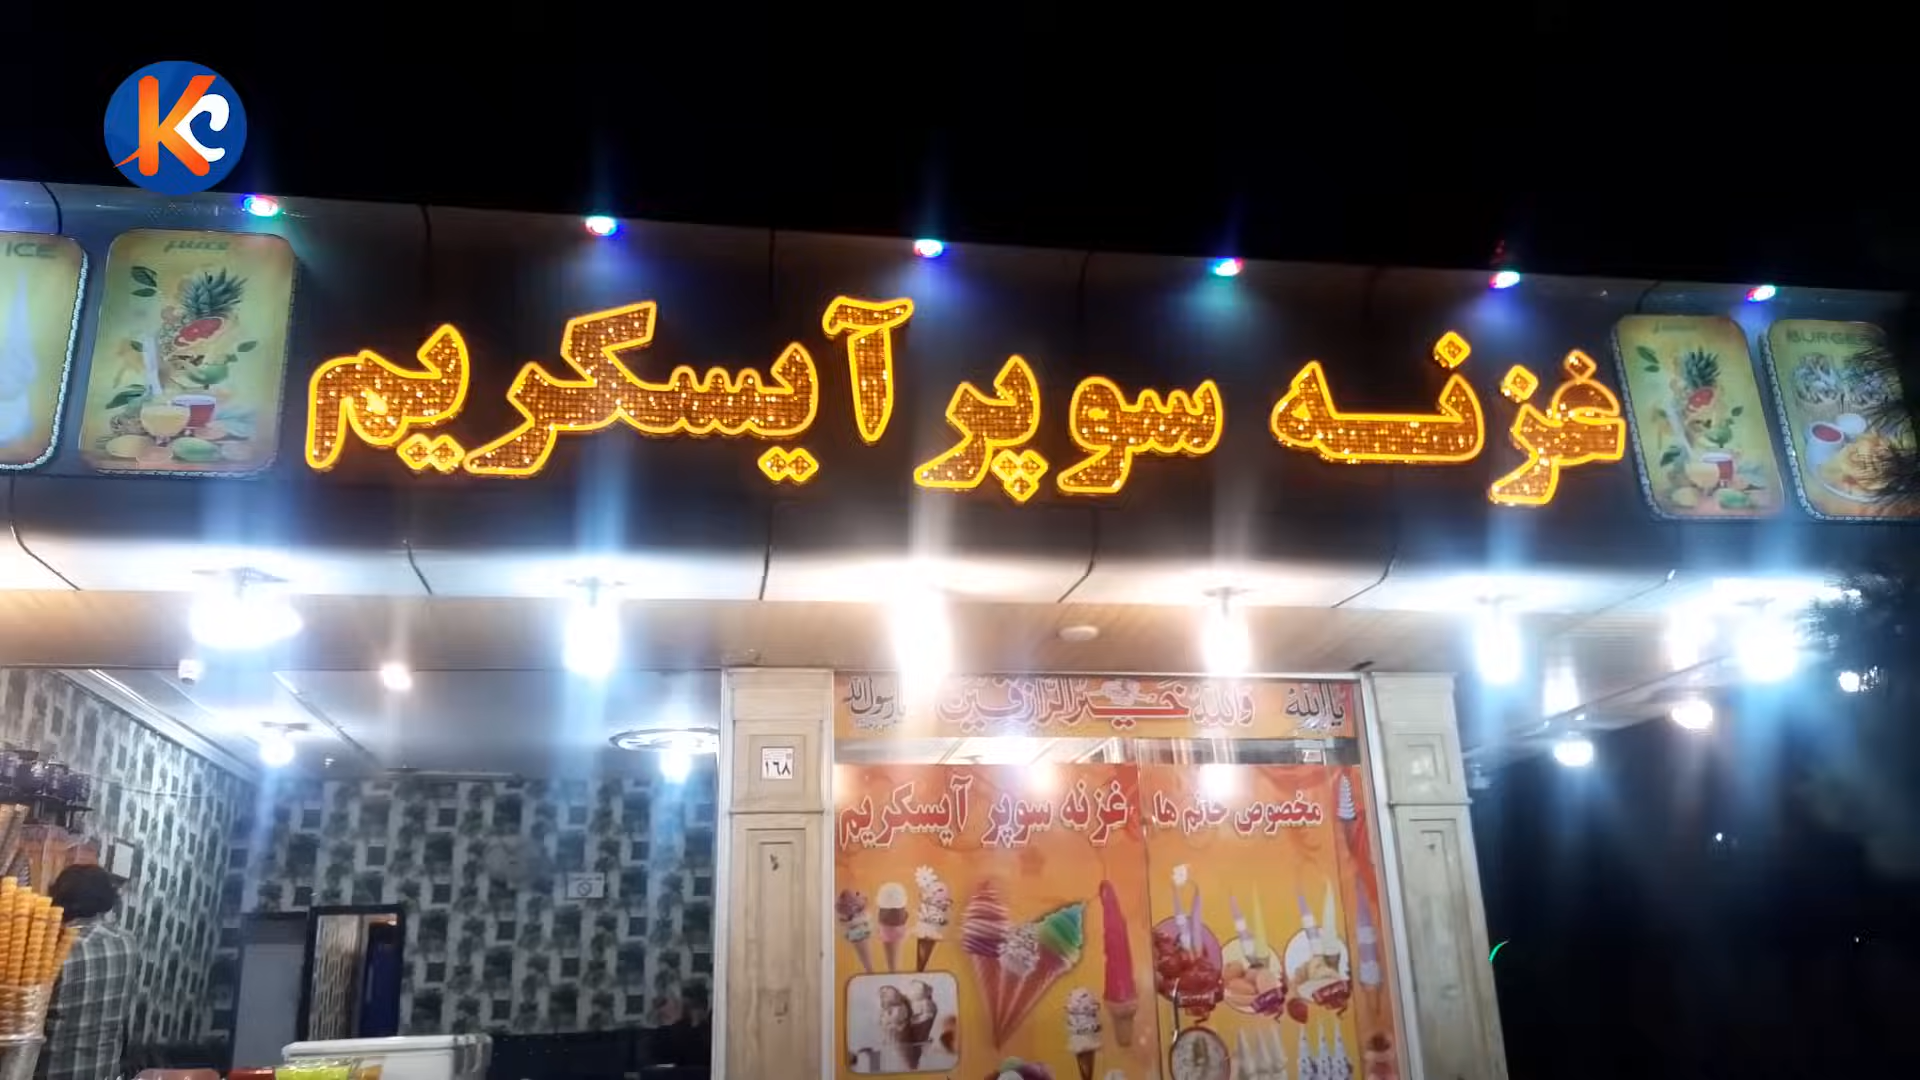 KC
ICE
غزنه سوپر آیسکریم
BURGER
یا الله
والله خیر الرازقین
یا رسول الله
۱۶۸
مخصوص خانم ها
غزنه سوپر آیسکریم